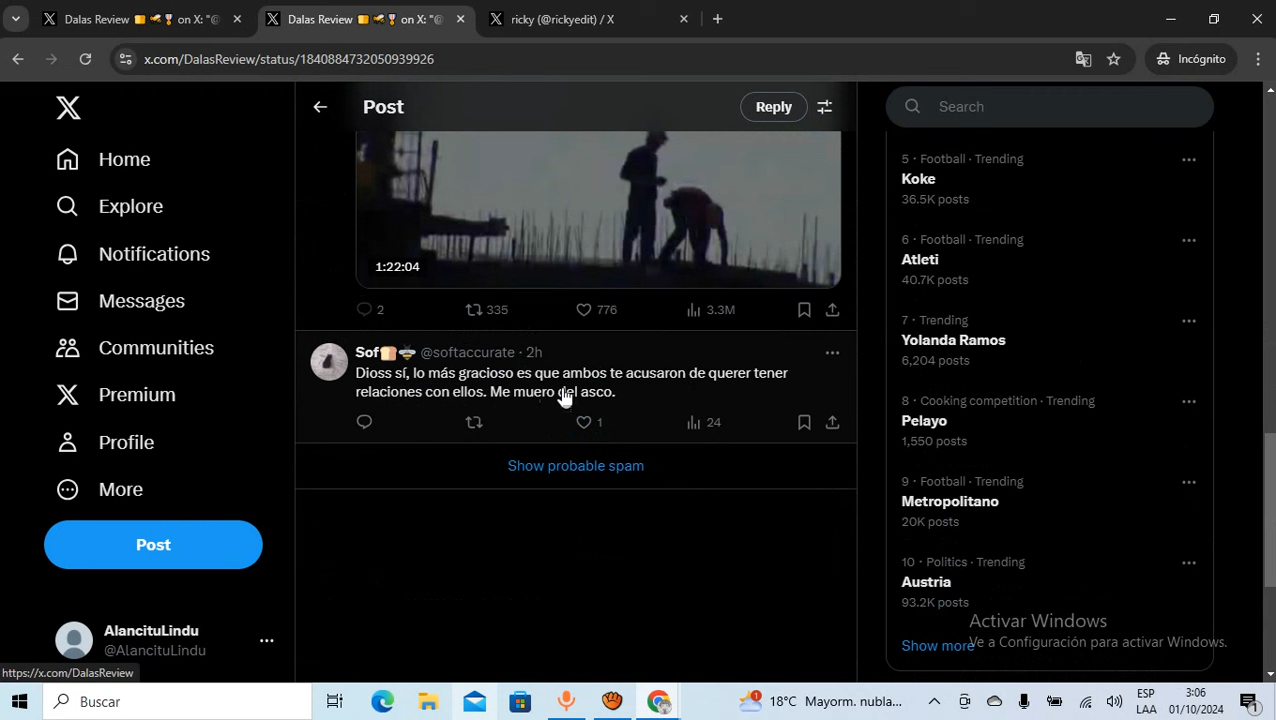 Dalas Review on X: "@
Dalas Review on X: "@
ricky (@rickyedit) / X
x.com/DalasReview/status/1840884732050939926
Incógnito
Home
Explore
Notifications
Messages
Communities
Premium
Profile
More
Post
AlancituLindu
@AlancituLindu
https://x.com/DalasReview
Post
Reply
1:22:04
2
335
776
3.3M
Sof🍞🐝 @softaccurate · 2h
Dioss sí, lo más gracioso es que ambos te acusaron de querer tener
relaciones con ellos. Me muero del asco.
1
24
Show probable spam
Search
5 · Football · Trending
Koke
36.5K posts
6 · Football · Trending
Atleti
40.7K posts
7 · Trending
Yolanda Ramos
6,204 posts
8 · Cooking competition · Trending
Pelayo
1,550 posts
9 · Football · Trending
Metropolitano
20K posts
10 · Politics · Trending
Austria
93.2K posts
Show more
Activar Windows
Ve a Configuración para activar Windows.
Buscar
18°C Mayorm. nubla...
ESP
LAA
3:06
01/10/2024
1